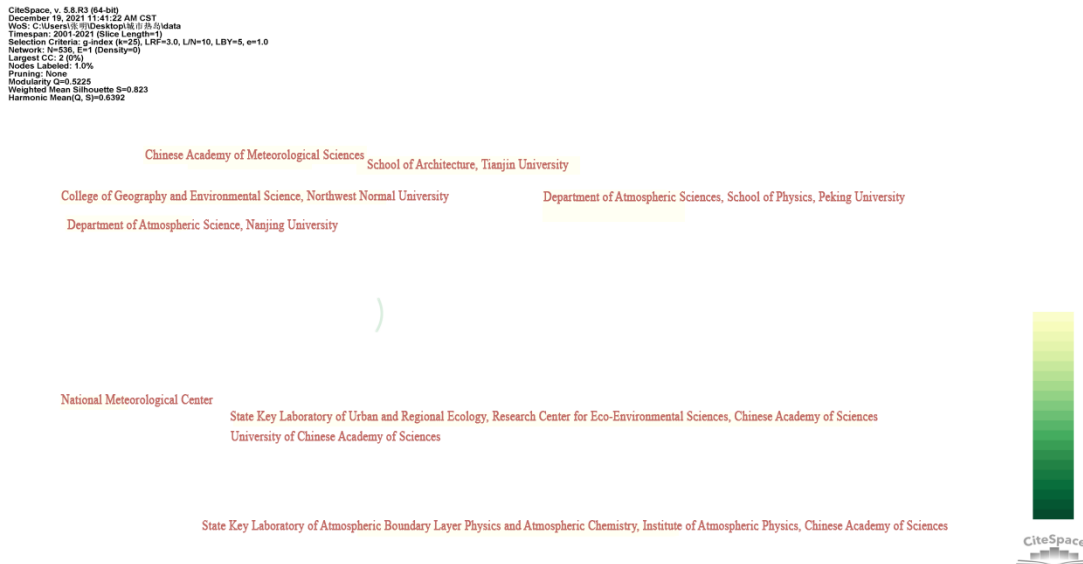 CiteSpace, v. 5.8.R3 (64-bit)
December 19, 2021 11:41:22 AM CST
WoS: C:\Users\张明\Desktop\城市热岛\data
Timespan: 2001-2021 (Slice Length=1)
Selection Criteria: g-index (k=25), LRF=3.0, L/N=10, LBY=5, e=1.0
Network: N=536, E=1 (Density=0)
Largest CC: 2 (0%)
Nodes Labeled: 1.0%
Pruning: None
Modularity Q=0.5225
Weighted Mean Silhouette S=0.823
Harmonic Mean(Q, S)=0.6392
Chinese Academy of Meteorological Sciences
School of Architecture, Tianjin University
College of Geography and Environmental Science, Northwest Normal University
Department of Atmospheric Sciences, School of Physics, Peking University
Department of Atmospheric Science, Nanjing University
National Meteorological Center
State Key Laboratory of Urban and Regional Ecology, Research Center for Eco-Environmental Sciences, Chinese Academy of Sciences
University of Chinese Academy of Sciences
State Key Laboratory of Atmospheric Boundary Layer Physics and Atmospheric Chemistry, Institute of Atmospheric Physics, Chinese Academy of Sciences
CiteSpace